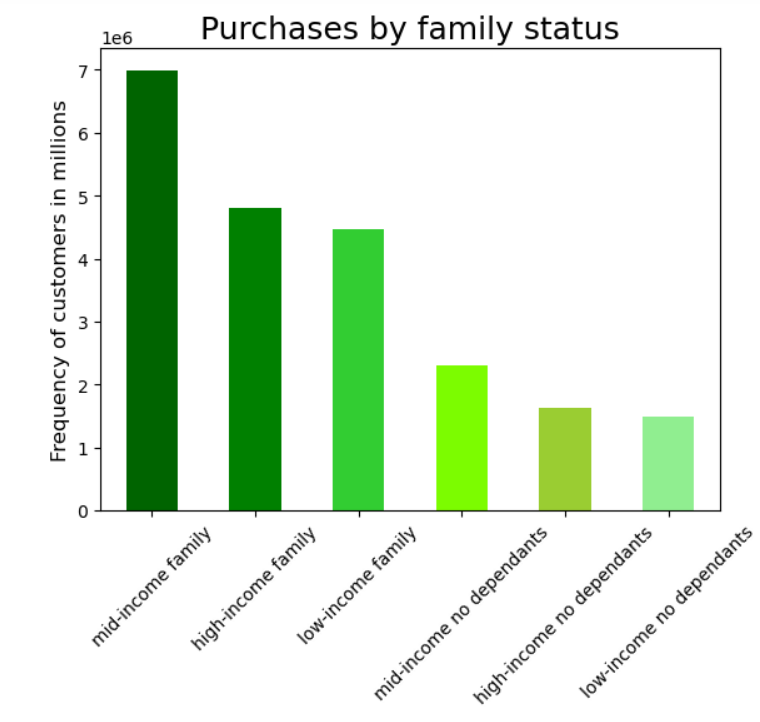 Purchases by family status
1e6
Frequency of customers in millions
7
6
5
4
3
2
1
0
mid-income family
high-income family
low-income family
mid-income no dependants
high-income no dependants
low-income no dependants